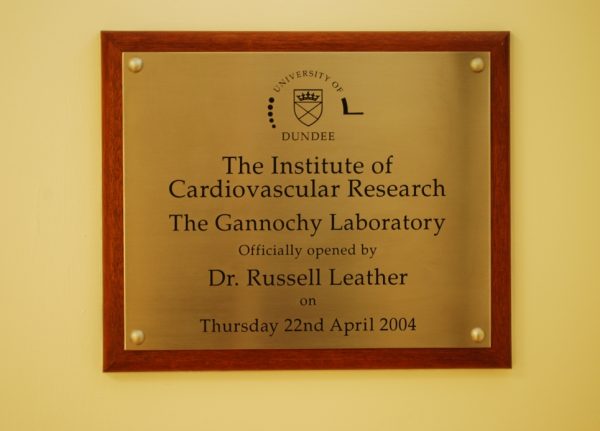 UNIVERSITY OF
DUNDEE
The Institute of
Cardiovascular Research
The Gannochy Laboratory
Officially opened by
Dr. Russell Leather
on
Thursday 22nd April 2004